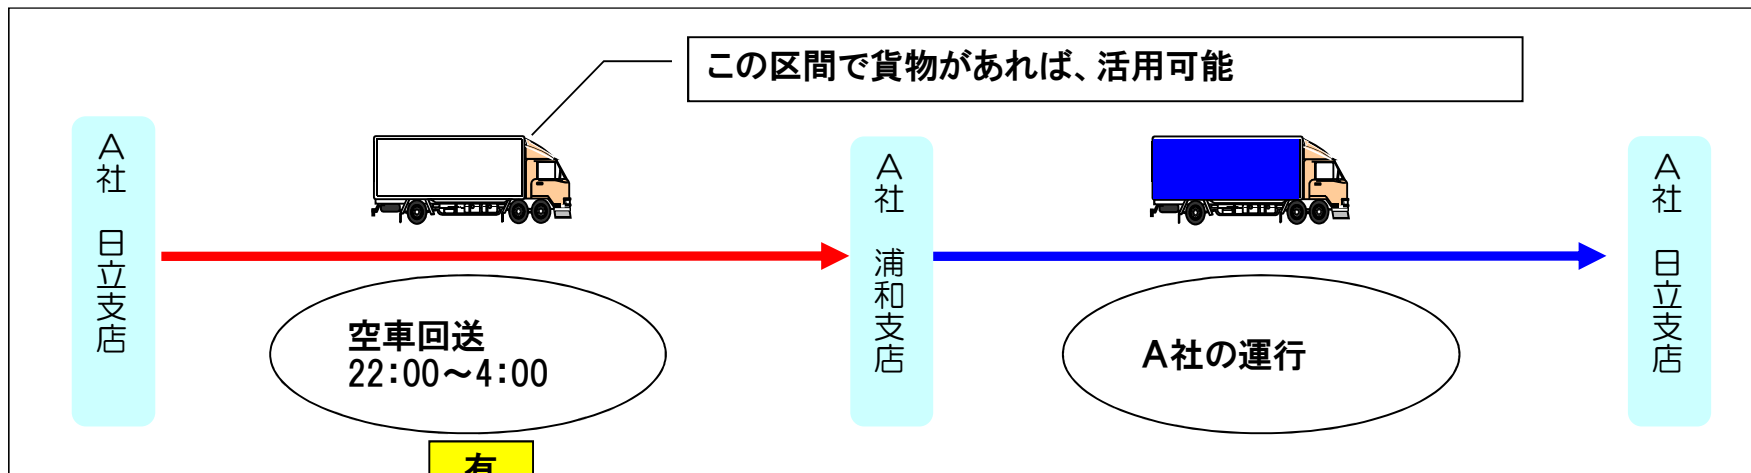 この区間で貨物があれば、活用可能
A社　日立支店
A社　浦和支店
A社　日立支店
空車回送
22:00～4:00
A社の運行
有